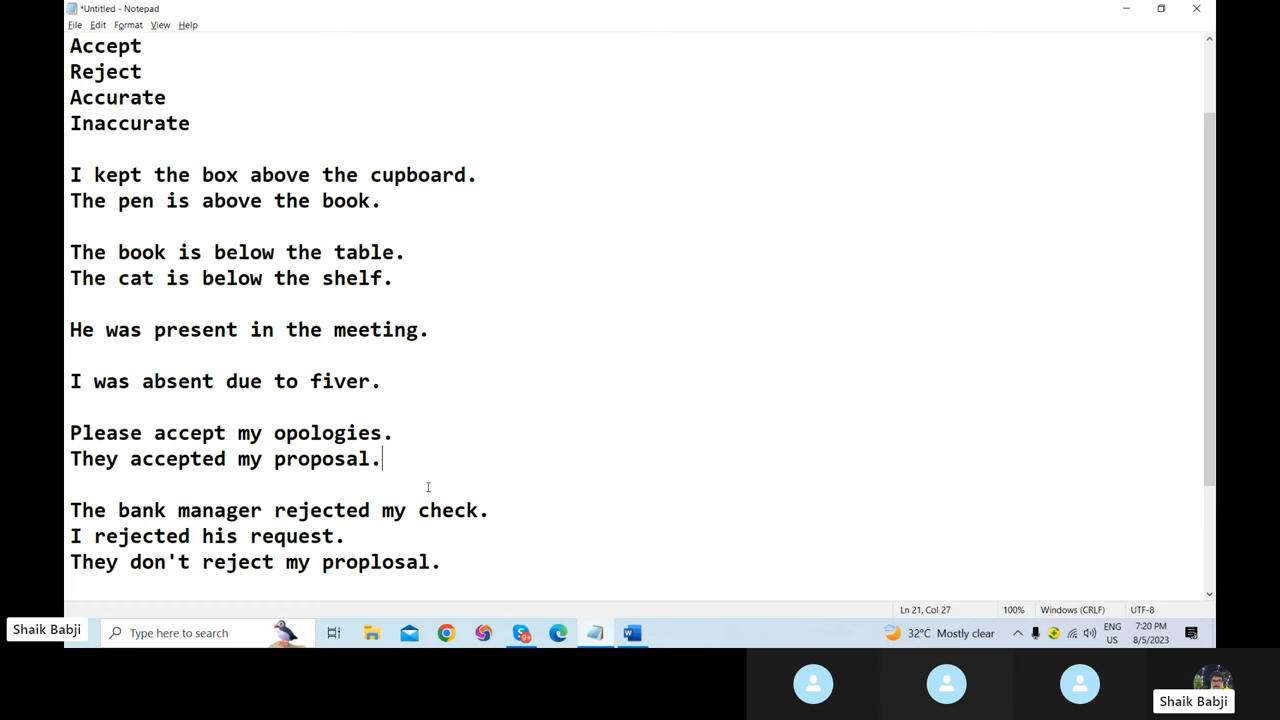 *Untitled - Notepad
File Edit Format View Help
Accept
Reject
Accurate
Inaccurate
I kept the box above the cupboard.
The pen is above the book.
The book is below the table.
The cat is below the shelf.
He was present in the meeting.
I was absent due to fiver.
Please accept my opologies.
They accepted my proposal.
The bank manager rejected my check.
I rejected his request.
They don't reject my proplosal.
Ln 21, Col 27 100% Windows (CRLF) UTF-8
Shaik Babji
Type here to search
32°C Mostly clear
ENG
US
7:20 PM
8/5/2023
Shaik Babji